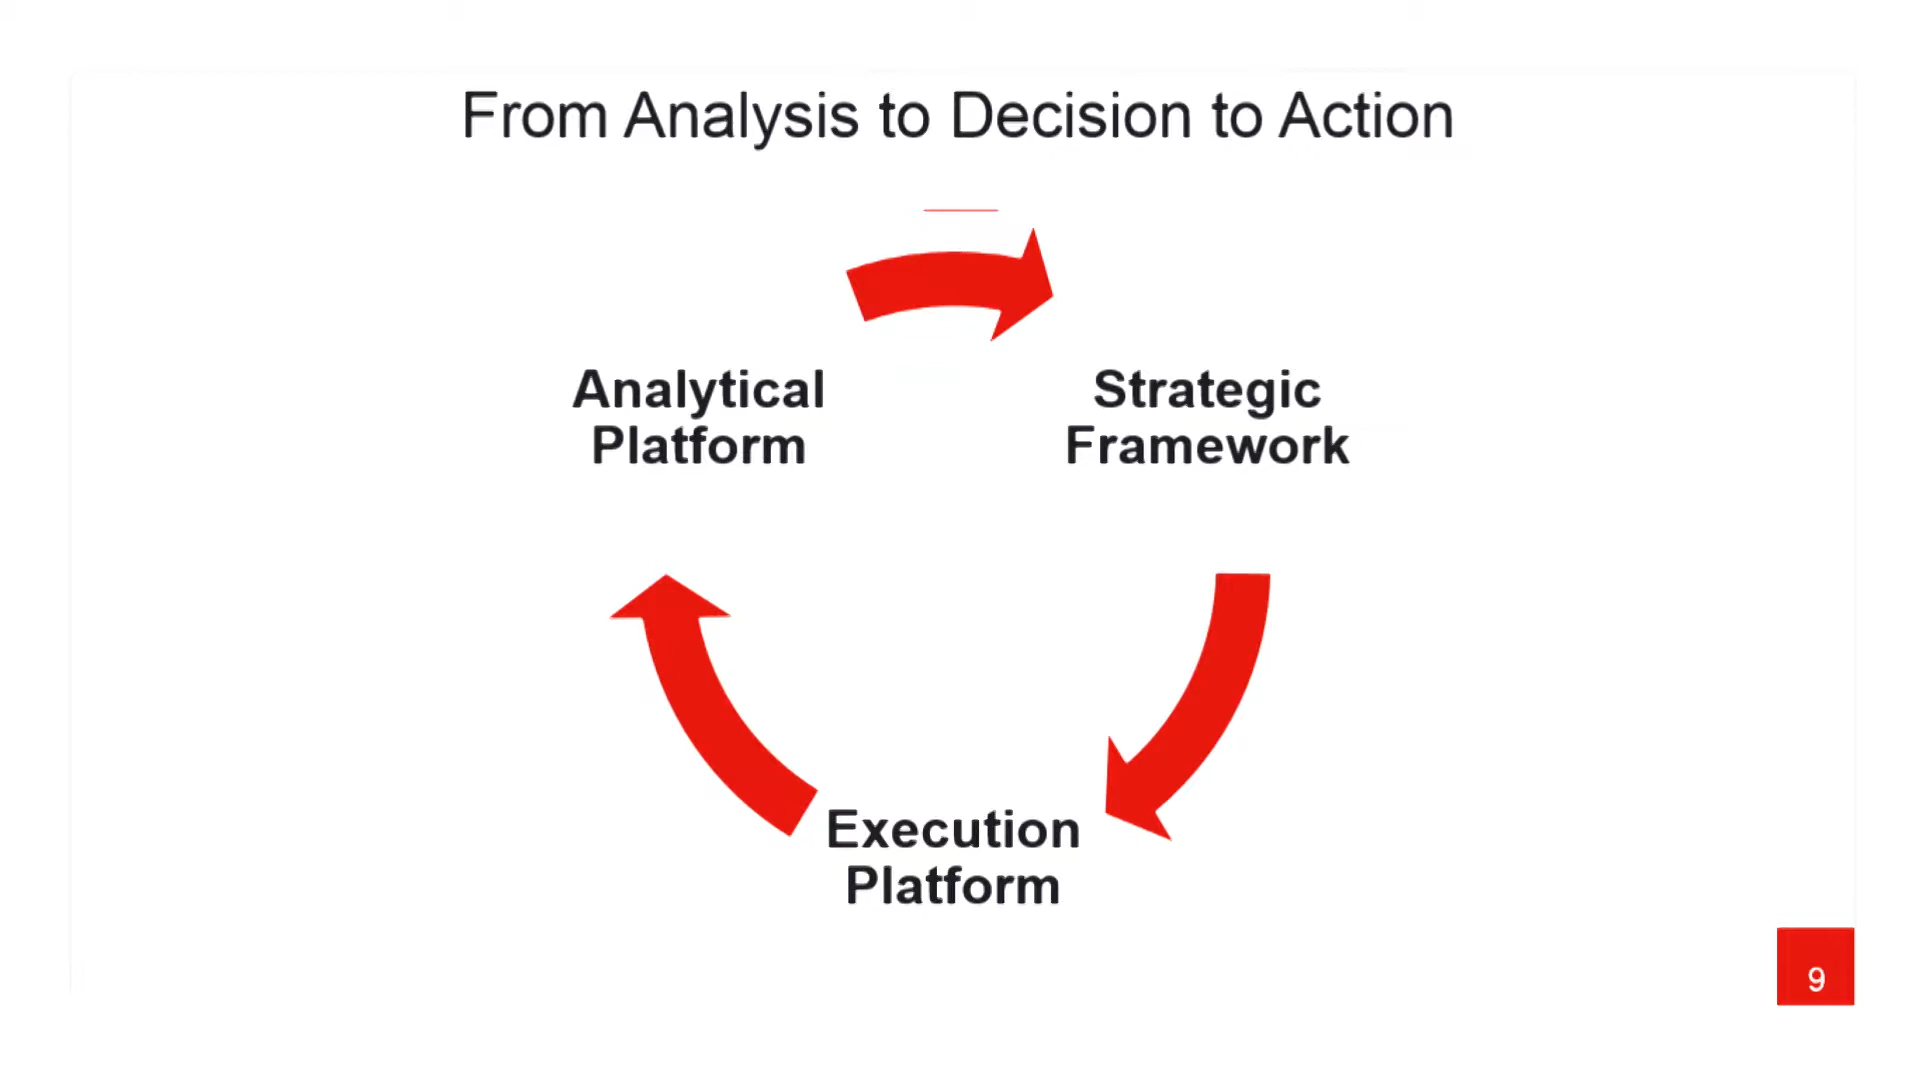 From Analysis to Decision to Action
Analytical
Platform
Strategic
Framework
Execution
Platform
9